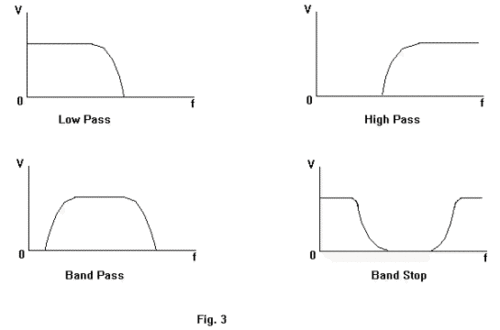 V
0
f
Low Pass
V
0
f
High Pass
V
0
f
Band Pass
V
0
f
Band Stop
Fig. 3